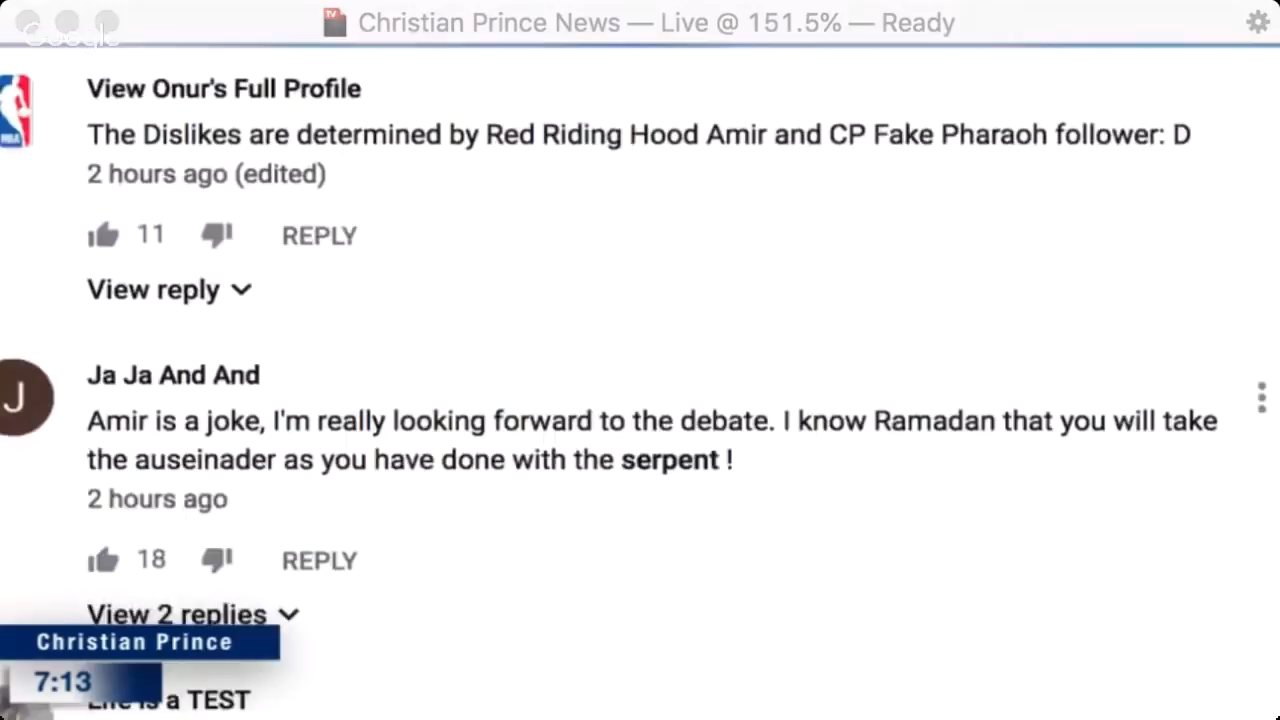 Christian Prince News — Live @ 151.5% — Ready
Google
View Onur's Full Profile
NBA
The Dislikes are determined by Red Riding Hood Amir and CP Fake Pharaoh follower: D
2 hours ago (edited)
11 REPLY
View reply
Ja Ja And And
J
Amir is a joke, I'm really looking forward to the debate. I know Ramadan that you will take
the auseinader as you have done with the serpent !
2 hours ago
18 REPLY
View 2 replies
Christian Prince
7:13
Life is a TEST